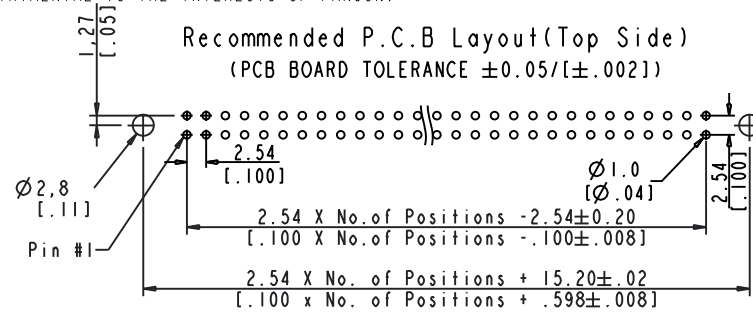 1,27
[.05]
Recommended P.C.B Layout(Top Side)
(PCB BOARD TOLERANCE ±0.05/[±.002])
2.54
[.100]
Ø2,8
[.11]
Ø1.0
[Ø.04]
2.54
[.100]
Pin #1
2.54 X No.of Positions -2.54±0.20
[.100 X No.of Positions -.100±.008]
2.54 X No. of Positions + 15.20±.02
[.100 x No. of Positions + .598±.008]